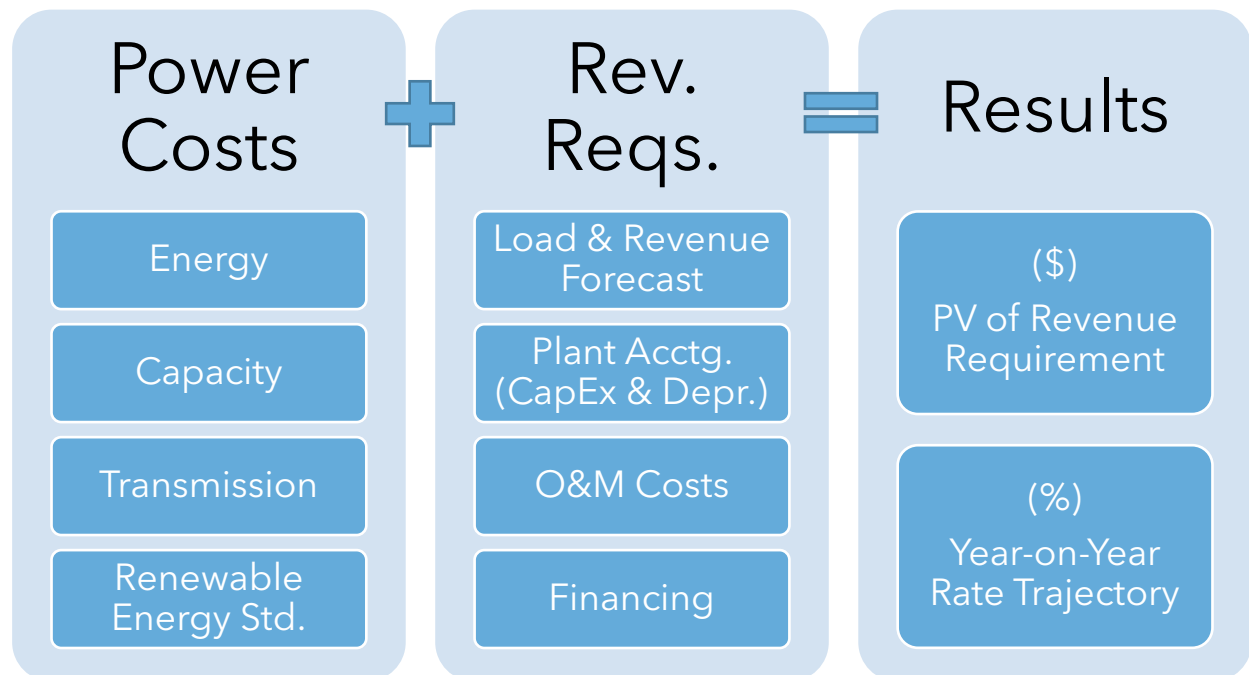 Power
Costs
Energy
Capacity
Transmission
Renewable
Energy Std.
Rev.
Reqs.
Load & Revenue
Forecast
Plant Acctg.
(CapEx & Depr.)
O&M Costs
Financing
Results
($)
PV of Revenue
Requirement
(%)
Year-on-Year
Rate Trajectory